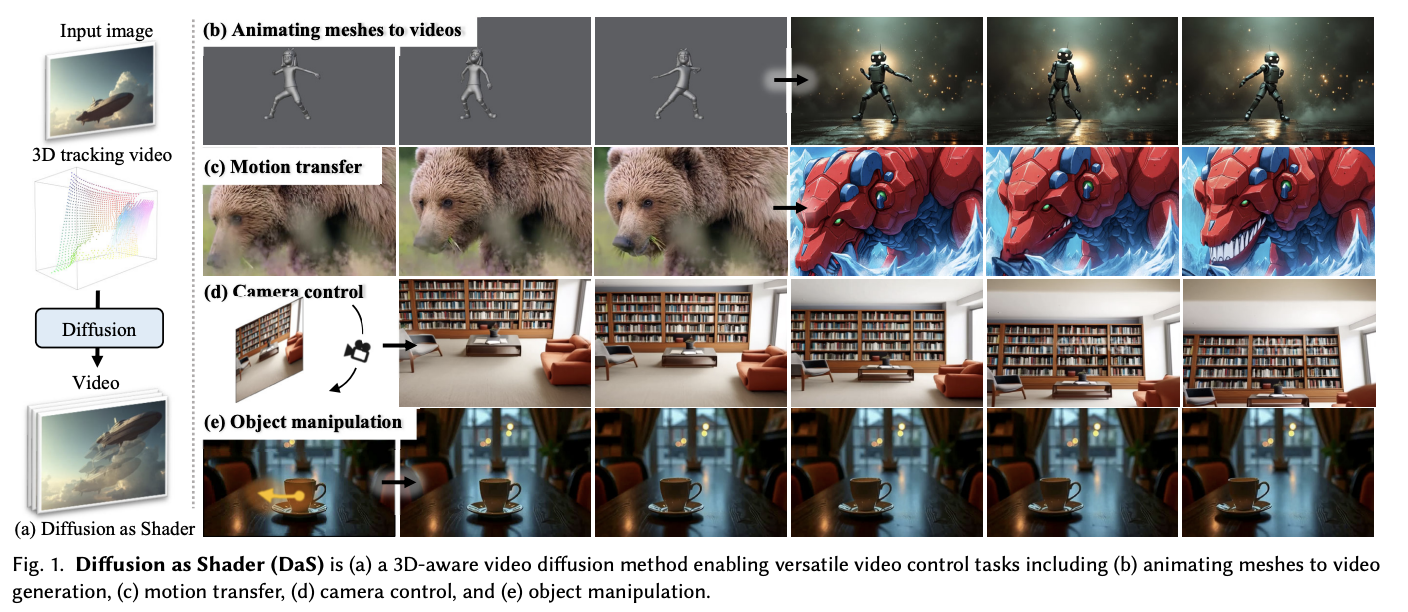 Input image
3D tracking video
Diffusion
Video
(a) Diffusion as Shader
(b) Animating meshes to videos
(c) Motion transfer
(d) Camera control
(e) Object manipulation
Fig. 1. Diffusion as Shader (DaS) is (a) a 3D-aware video diffusion method enabling versatile video control tasks including (b) animating meshes to video
generation, (c) motion transfer, (d) camera control, and (e) object manipulation.